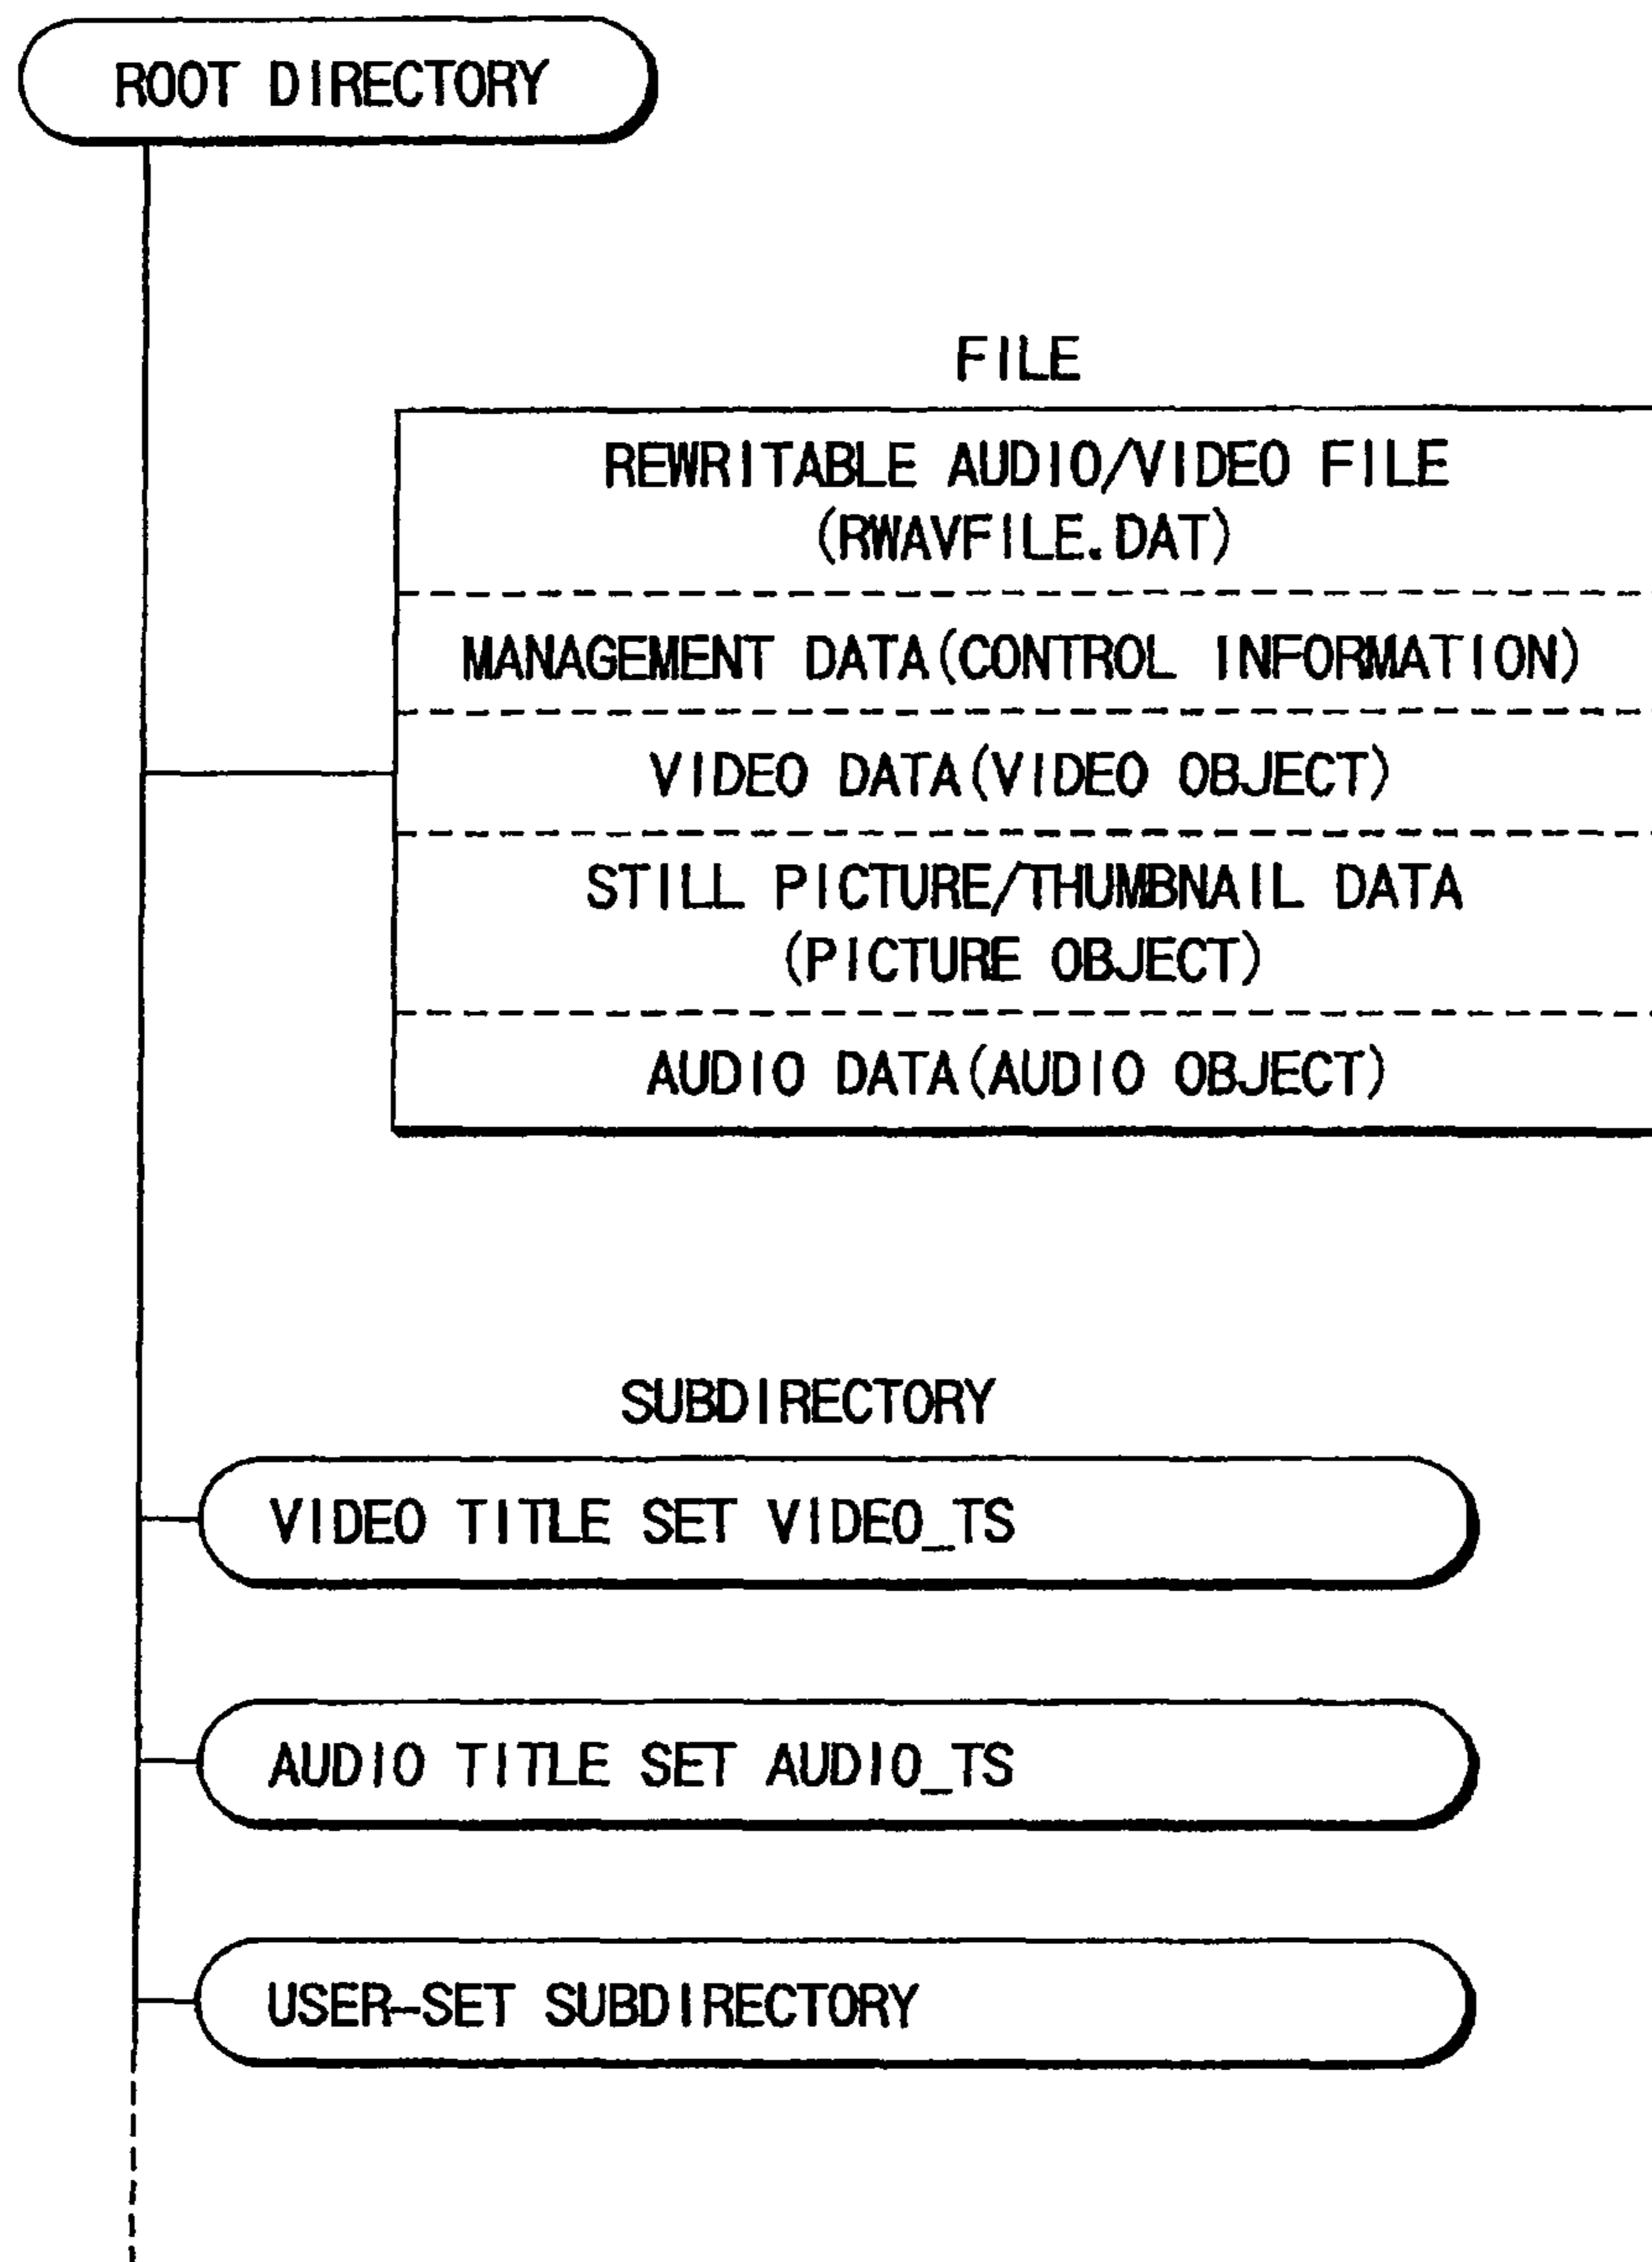 ROOT DIRECTORY
FILE
REWRITABLE AUDIO/VIDEO FILE
(RWAVFILE.DAT)
MANAGEMENT DATA(CONTROL INFORMATION)
VIDEO DATA(VIDEO OBJECT)
STILL PICTURE/THUMBNAIL DATA
(PICTURE OBJECT)
AUDIO DATA(AUDIO OBJECT)
SUBDIRECTORY
VIDEO TITLE SET VIDEO_TS
AUDIO TITLE SET AUDIO_TS
USER-SET SUBDIRECTORY